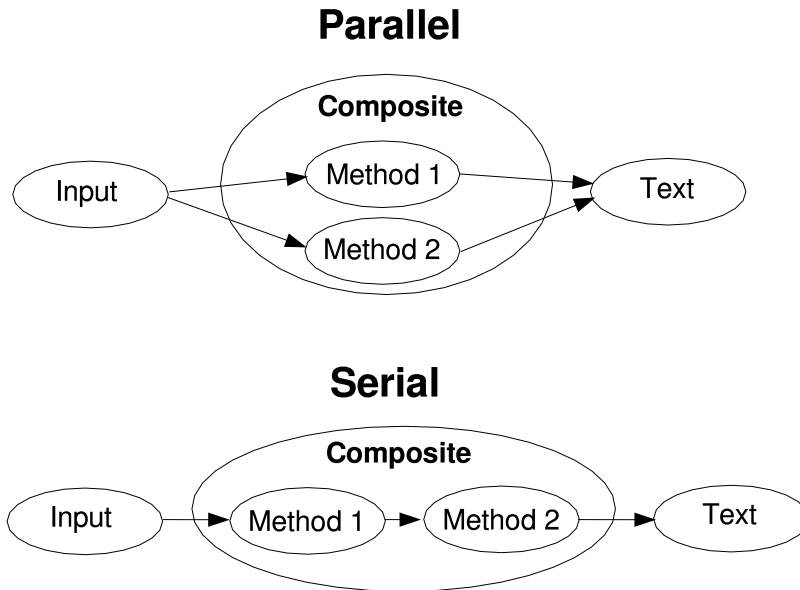 Parallel
Composite
Input
Method 1
Method 2
Text
Serial
Composite
Input
Method 1
Method 2
Text